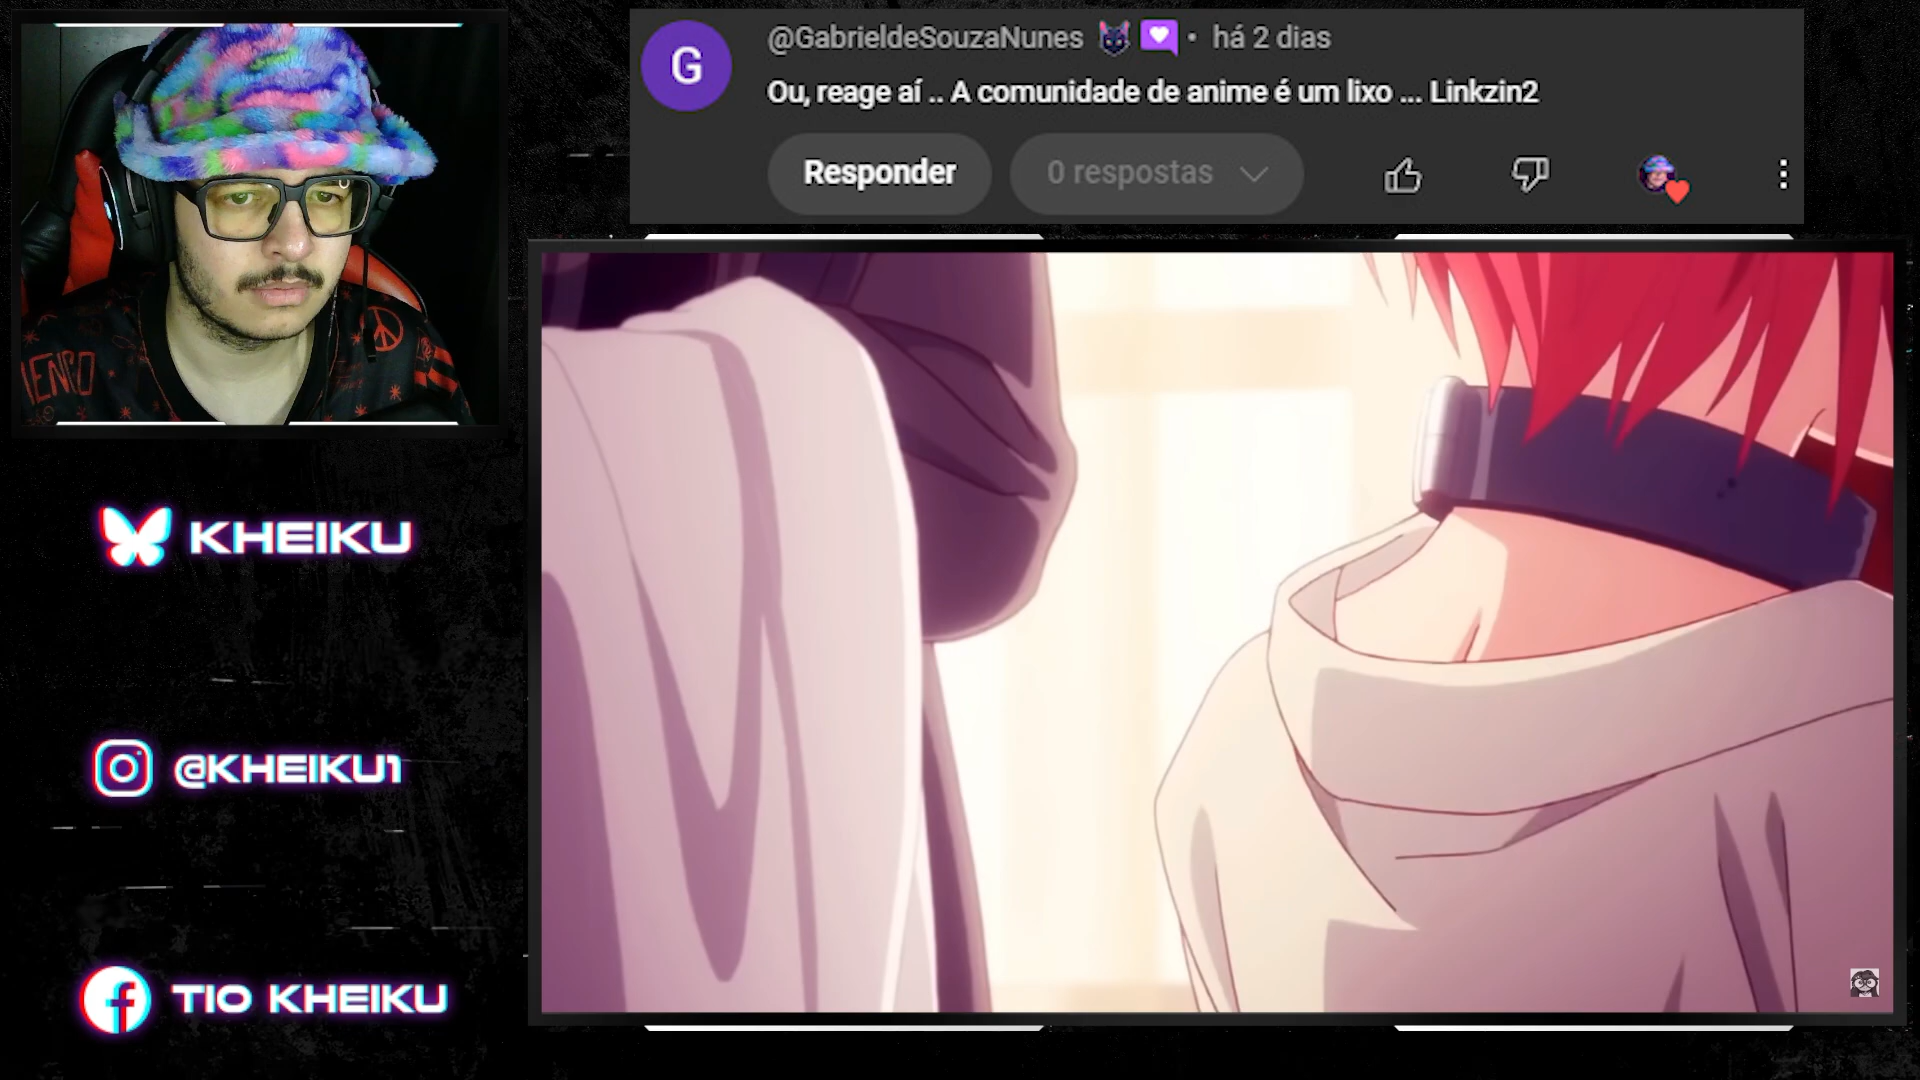 G
@GabrieldeSouzaNunes • há 2 dias
Ou, reage aí .. A comunidade de anime é um lixo ... Linkzin2
Responder
0 respostas
KHEIKU
@KHEIKU1
TIO KHEIKU